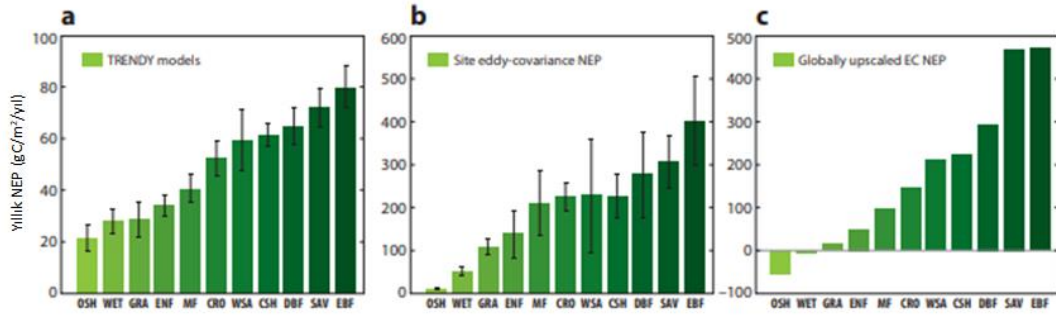 a
100
80
60
40
20
0
Yıllık NEP (gC/m²/yıl)
TRENDY models
OSH WET GRA ENF MF CRO WSA CSH DBF SAV EBF
b
600
500
400
300
200
100
0
Site eddy-covariance NEP
OSH WET GRA ENF MF CRO WSA CSH DBF SAV EBF
c
500
400
300
200
100
0
−100
Globally upscaled EC NEP
OSH WET GRA ENF MF CRO WSA CSH DBF SAV EBF